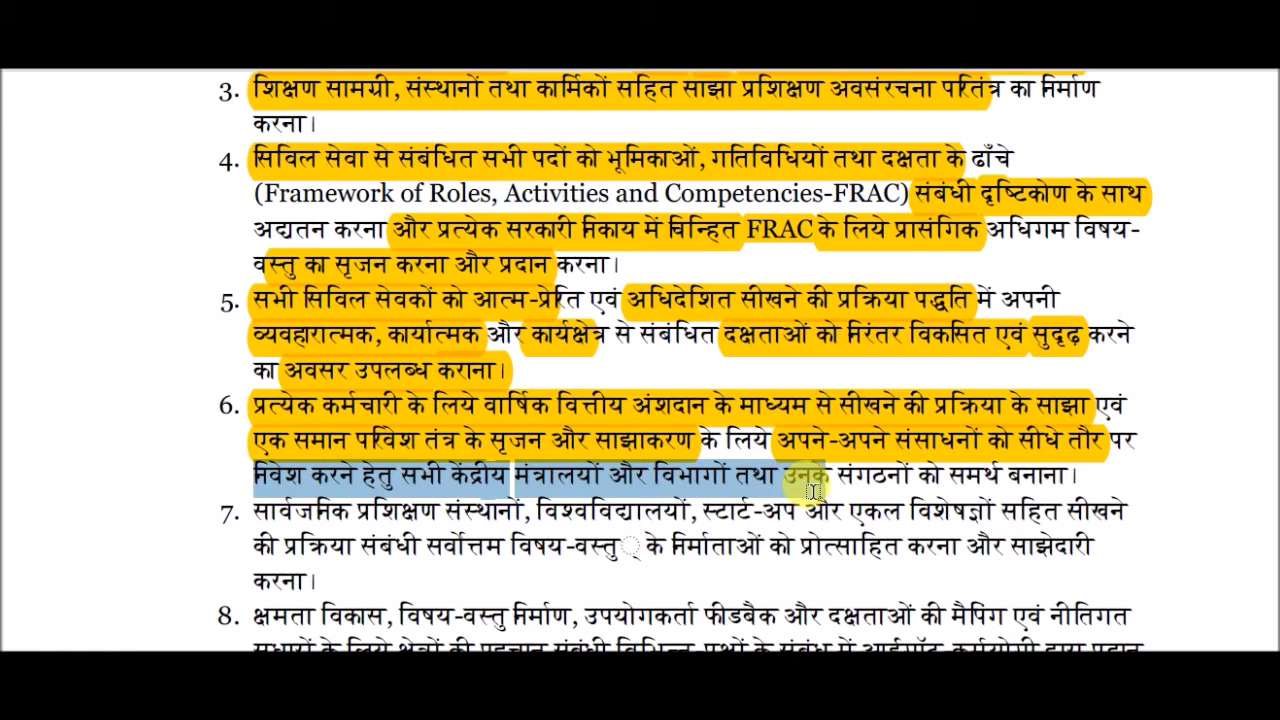 3. शिक्षण सामग्री, संस्थानों तथा कार्मिकों सहित साझा प्रशिक्षण अवसंरचना परितंत्र का निर्माण
करना।
4. सिविल सेवा से संबंधित सभी पदों को भूमिकाओं, गतिविधियों तथा दक्षता के ढाँचे
(Framework of Roles, Activities and Competencies-FRAC) संबंधी दृष्टिकोण के साथ
अद्यतन करना और प्रत्येक सरकारी निकाय में चिन्हित FRAC के लिये प्रासंगिक अधिगम विषय-
वस्तु का सृजन करना और प्रदान करना।
5. सभी सिविल सेवकों को आत्म-प्रेरित एवं अधिदेशित सीखने की प्रक्रिया पद्धति में अपनी
व्यवहारात्मक, कार्यात्मक और कार्यक्षेत्र से संबंधित दक्षताओं को निरंतर विकसित एवं सुदृढ़ करने
का अवसर उपलब्ध कराना।
6. प्रत्येक कर्मचारी के लिये वार्षिक वित्तीय अंशदान के माध्यम से सीखने की प्रक्रिया के साझा एवं
एक समान परिवेश तंत्र के सृजन और साझाकरण के लिये अपने-अपने संसाधनों को सीधे तौर पर
निवेश करने हेतु सभी केंद्रीय मंत्रालयों और विभागों तथा उनके संगठनों को समर्थ बनाना।
7. सार्वजनिक प्रशिक्षण संस्थानों, विश्वविद्यालयों, स्टार्ट-अप और एकल विशेषज्ञों सहित सीखने
की प्रक्रिया संबंधी सर्वोत्तम विषय-वस्तु् के निर्माताओं को प्रोत्साहित करना और साझेदारी
करना।
8. क्षमता विकास, विषय-वस्तु निर्माण, उपयोगकर्ता फीडबैक और दक्षताओं की मैपिंग एवं नीतिगत
सुधारों के लिये क्षेत्रों की पहचान संबंधी विभिन्न पक्षों के संबंध में आईगॉट-कर्मयोगी द्वारा प्रदान